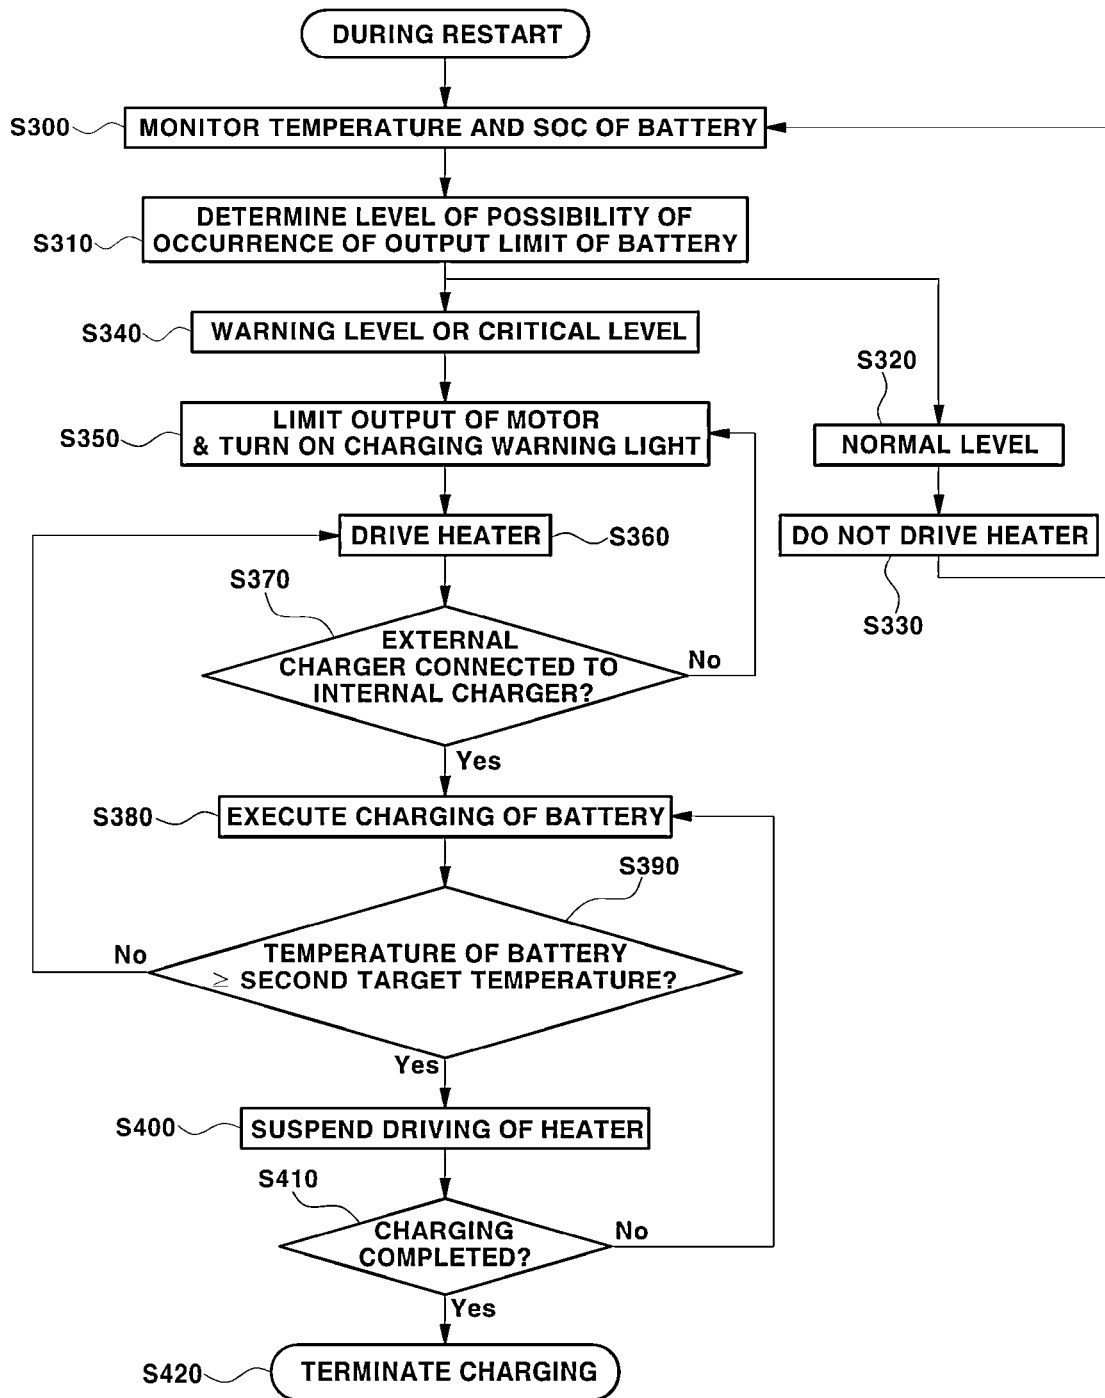 DURING RESTART
S300
MONITOR TEMPERATURE AND SOC OF BATTERY
S310
DETERMINE LEVEL OF POSSIBILITY OF
OCCURRENCE OF OUTPUT LIMIT OF BATTERY
S340
WARNING LEVEL OR CRITICAL LEVEL
S320
NORMAL LEVEL
S350
LIMIT OUTPUT OF MOTOR
& TURN ON CHARGING WARNING LIGHT
DRIVE HEATER
S360
DO NOT DRIVE HEATER
S330
S370
EXTERNAL
CHARGER CONNECTED TO
INTERNAL CHARGER?
No
Yes
S380
EXECUTE CHARGING OF BATTERY
S390
TEMPERATURE OF BATTERY
≥ SECOND TARGET TEMPERATURE?
No
Yes
S400
SUSPEND DRIVING OF HEATER
S410
CHARGING
COMPLETED?
No
Yes
S420
TERMINATE CHARGING